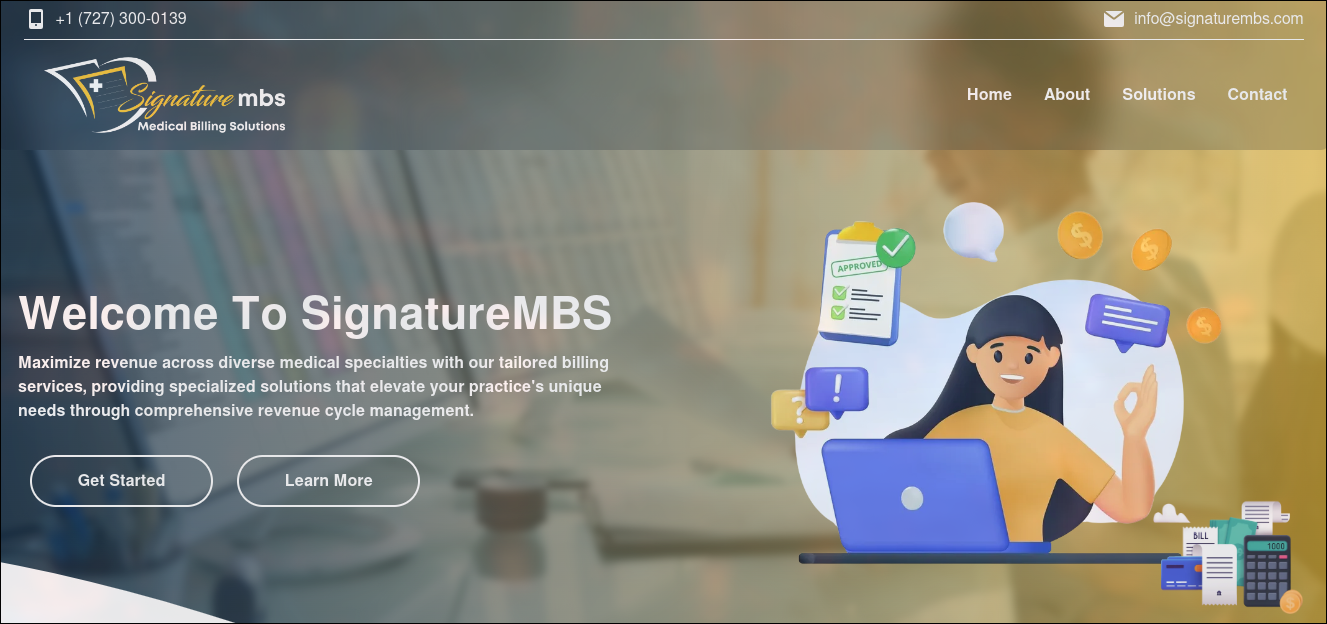 +1 (727) 300-0139
info@signaturembs.com
Signature mbs
Medical Billing Solutions
Home About Solutions Contact
APPROVED
Welcome To SignatureMBS
Maximize revenue across diverse medical specialties with our tailored billing
services, providing specialized solutions that elevate your practice's unique
needs through comprehensive revenue cycle management.
! ?
Get Started Learn More
BILL
1000